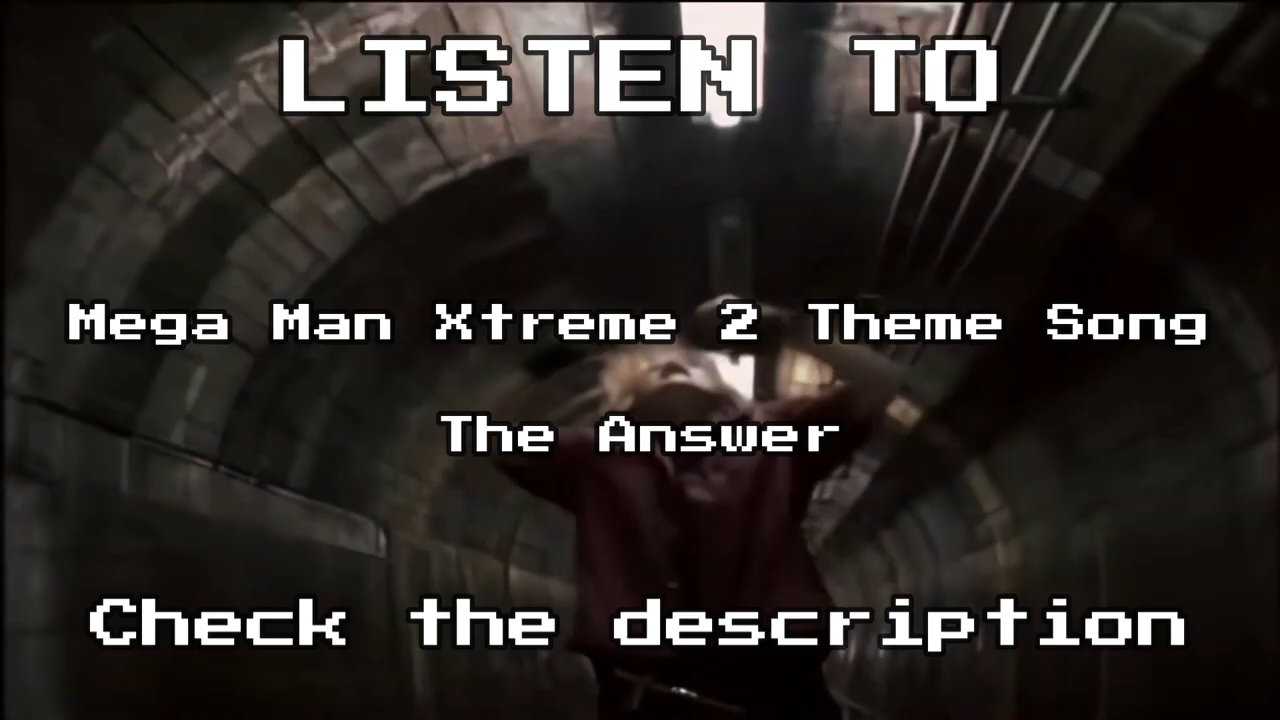 LISTEN TO
Mega Man Xtreme 2 Theme Song
The Answer
Check the description